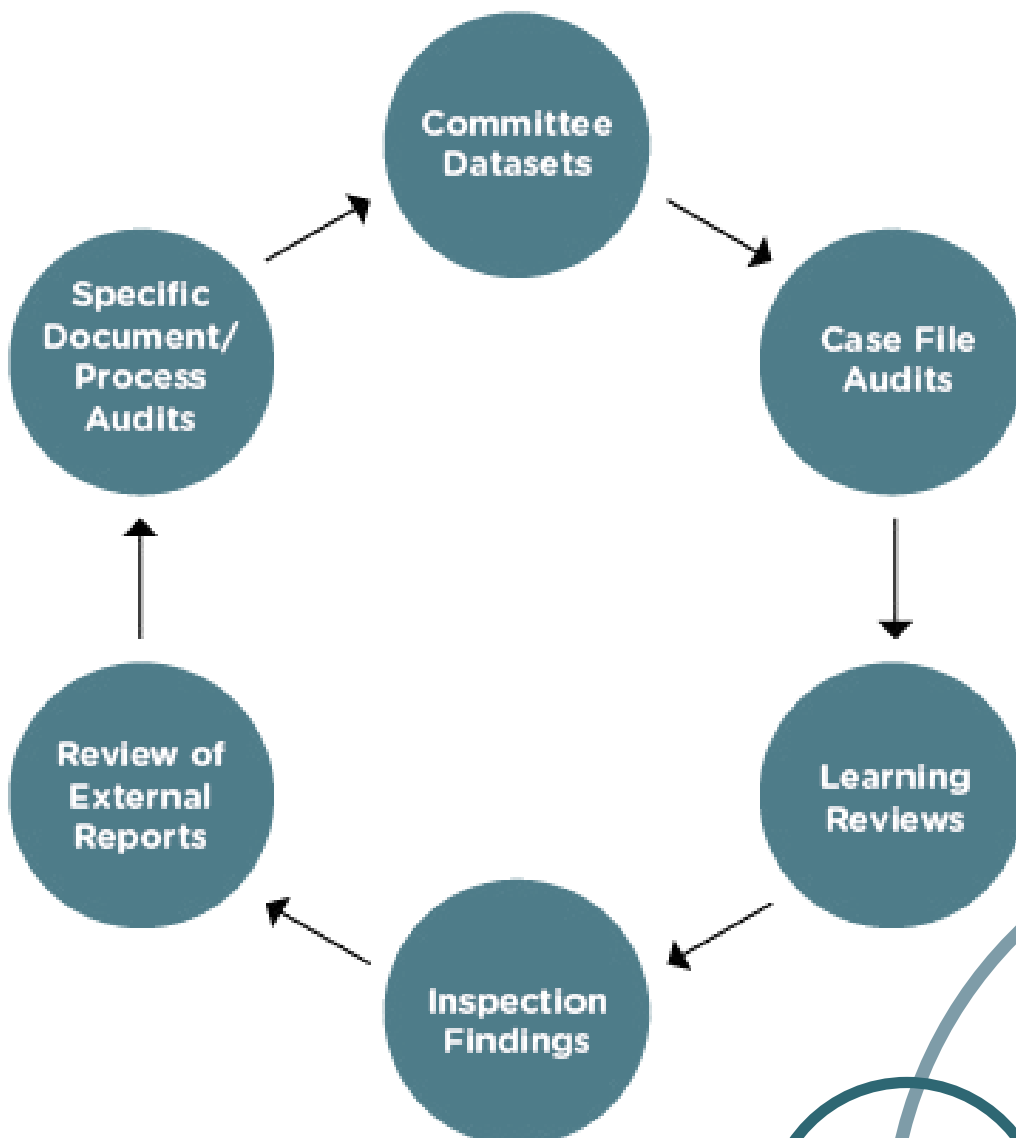 Committee
Datasets
Case File
Audits
Learning
Reviews
Inspection
Findings
Review of
External
Reports
Specific
Document/
Process
Audits